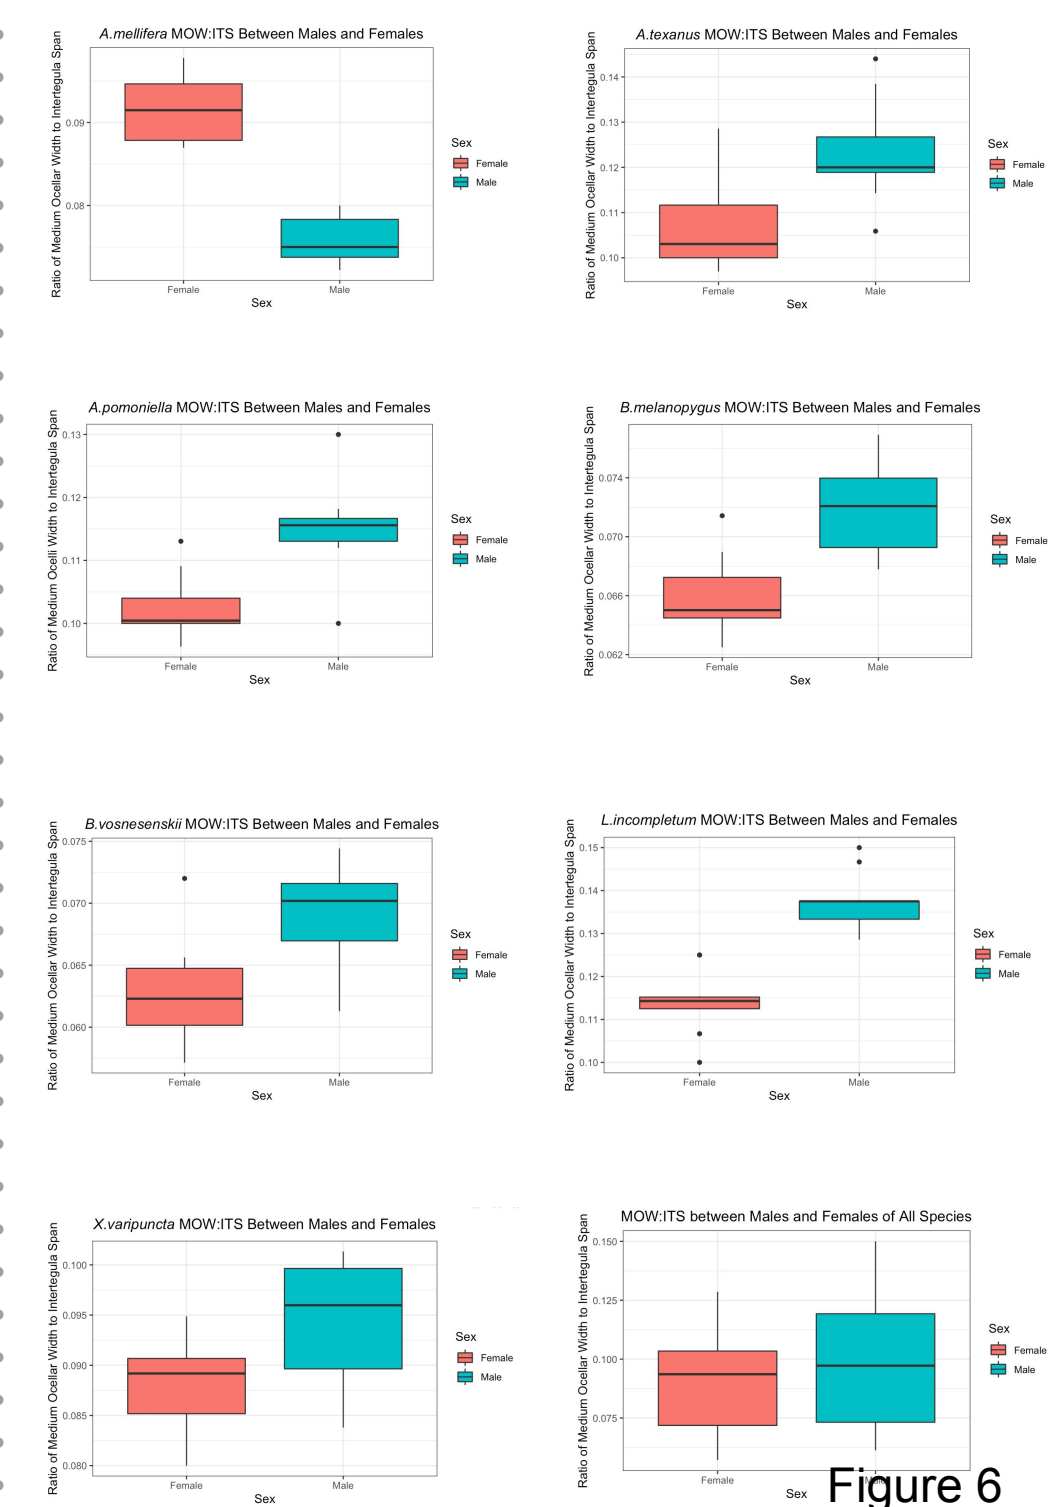 A.mellifera MOW:ITS Between Males and Females
Ratio of Medium Ocellar Width to Intertegula Span
0.09
0.08
Female
Male
Sex
Sex
Female
Male
A.texanus MOW:ITS Between Males and Females
Ratio of Medium Ocellar Width to Intertegula Span
0.14
0.13
0.12
0.11
0.10
Female
Male
Sex
Sex
Female
Male
A.pomoniella MOW:ITS Between Males and Females
Ratio of Medium Ocelli Width to Intertegula Span
0.13
0.12
0.11
0.10
Female
Male
Sex
Sex
Female
Male
B.melanopygus MOW:ITS Between Males and Females
Ratio of Medium Ocellar Width to Intertegula Span
0.074
0.070
0.066
0.062
Female
Male
Sex
Sex
Female
Male
B.vosnesenskii MOW:ITS Between Males and Females
Ratio of Medium Ocellar Width to Intertegula Span
0.075
0.070
0.065
0.060
Female
Male
Sex
Sex
Female
Male
L.incompletum MOW:ITS Between Males and Females
Ratio of Medium Ocellar Width to Intertegula Span
0.15
0.14
0.13
0.12
0.11
0.10
Female
Male
Sex
Sex
Female
Male
X.varipuncta MOW:ITS Between Males and Females
Ratio of Medium Ocellar Width to Intertegula Span
0.100
0.095
0.090
0.085
0.080
Female
Male
Sex
Sex
Female
Male
MOW:ITS between Males and Females of All Species
Ratio of Medium Ocellar Width to Intertegula Span
0.150
0.125
0.100
0.075
Female
Male
Sex
Sex
Female
Male
Figure 6